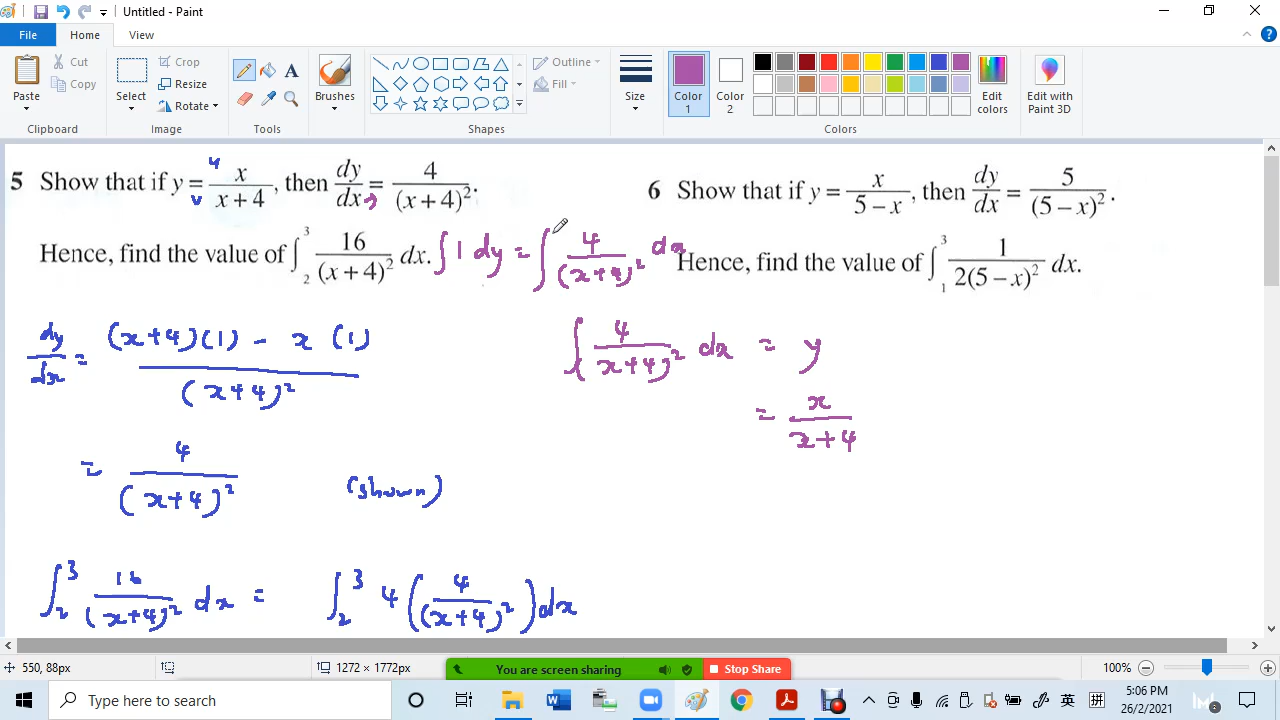 Untitled - Paint
File Home View
Paste Cut Copy Clipboard
Select Crop Resize Rotate Image
Tools
Brushes
Shapes Outline Fill
Size
Color 1 Color 2 Colors
Edit colors
Edit with Paint 3D
5 Show that if y = x/(x + 4), then dy/dx = 4/(x + 4)².
u
v
Hence, find the value of ∫₂³ 16/(x + 4)² dx.
∫ 1 dy = ∫ 4/(x+4)² dx
∫ 4/(x+4)² dx = y
= x/(x+4)
dy/dx = ((x+4)(1) - x(1))/(x+4)²
= 4/(x+4)² (shown)
∫₂³ 16/(x+4)² dx = ∫₂³ 4(4/(x+4)²) dx
6 Show that if y = x/(5 − x), then dy/dx = 5/(5 − x)².
Hence, find the value of ∫₁³ 1/(2(5 − x)²) dx.
550, 88px
1272 × 1772px
You are screen sharing
Stop Share
100%
Type here to search
英 拼
5:06 PM
26/2/2021
2